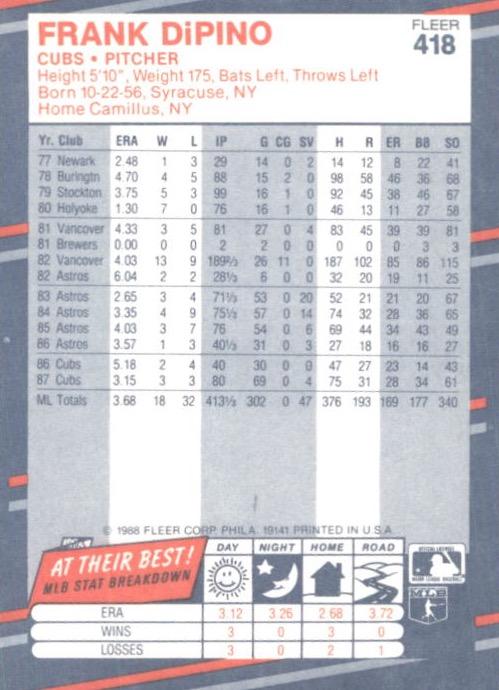 FRANK DiPINO
FLEER
418
CUBS • PITCHER
Height 5'10", Weight 175, Bats Left, Throws Left
Born 10-22-56, Syracuse, NY
Home Camillus, NY
Yr. Club ERA W L IP G CG SV H R ER BB SO
77 Newark 2.48 1 3 29 14 0 2 14 12 8 22 41
78 Burlngtn 4.70 4 5 88 15 2 0 98 58 46 36 68
79 Stockton 3.75 5 3 99 16 1 0 92 45 38 46 67
80 Holyoke 1.30 7 0 76 16 1 0 46 13 11 27 58
81 Vancover 4.33 3 5 81 27 0 4 83 45 39 39 81
81 Brewers 0.00 0 0 2 2 0 0 0 0 0 3 3
82 Vancover 4.03 13 9 189⅔ 26 11 0 187 102 85 86 115
82 Astros 6.04 2 2 28⅓ 6 0 0 32 20 19 11 25
83 Astros 2.65 3 4 71⅓ 53 0 20 52 21 21 20 67
84 Astros 3.35 4 9 75⅓ 57 0 14 74 32 28 36 65
85 Astros 4.03 3 7 76 54 0 6 69 44 34 43 49
86 Astros 3.57 1 3 40⅓ 31 0 3 27 18 16 16 27
86 Cubs 5.18 2 4 40 30 0 0 47 27 23 14 43
87 Cubs 3.15 3 3 80 69 0 4 75 31 28 34 61
ML Totals 3.68 18 32 413⅓ 302 0 47 376 193 169 177 340
© 1988 FLEER CORP. PHILA. 19141 PRINTED IN U.S.A.
AT THEIR BEST!
MLB STAT BREAKDOWN
DAY NIGHT HOME ROAD
ERA 3.12 3.26 2.68 3.72
WINS 3 0 3 0
LOSSES 3 0 2 1